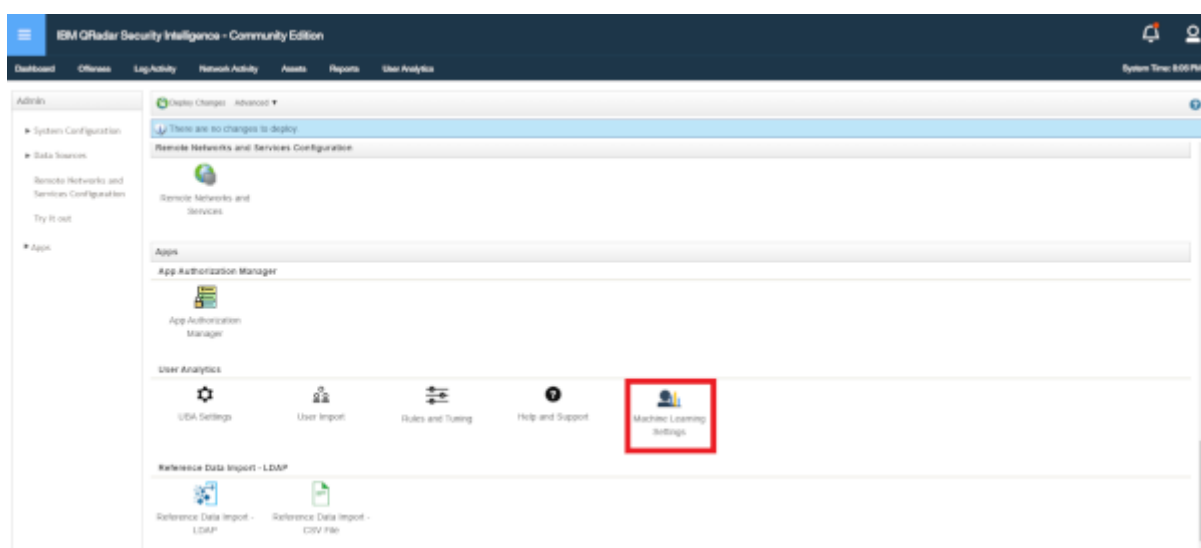 IBM QRadar Security Intelligence - Community Edition
Dashboard Offenses Log Activity Network Activity Assets Reports User Analytics System Time: 8:06 PM
Admin
Deploy Changes Advanced ▼
System Configuration
There are no changes to deploy.
Data Sources
Remote Networks and Services Configuration
Remote Networks and
Services Configuration
Try it out
Apps
Remote Networks and
Services
Apps
App Authorization Manager
App Authorization
Manager
User Analytics
UBA Settings
User Import
Rules and Tuning
Help and Support
Machine Learning
Settings
Reference Data Import - LDAP
Reference Data Import -
LDAP
Reference Data Import -
CSV File